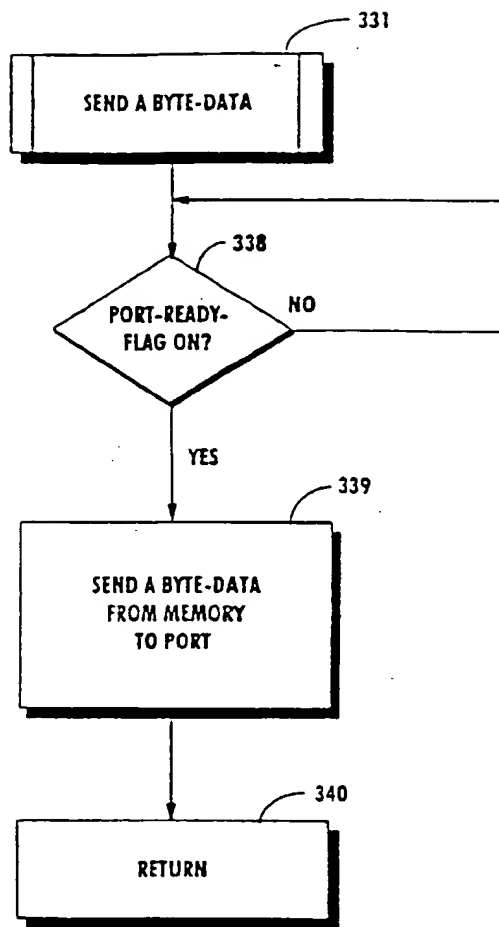 331
SEND A BYTE-DATA
338
PORT-READY-
FLAG ON?
NO
YES
339
SEND A BYTE-DATA
FROM MEMORY
TO PORT
340
RETURN